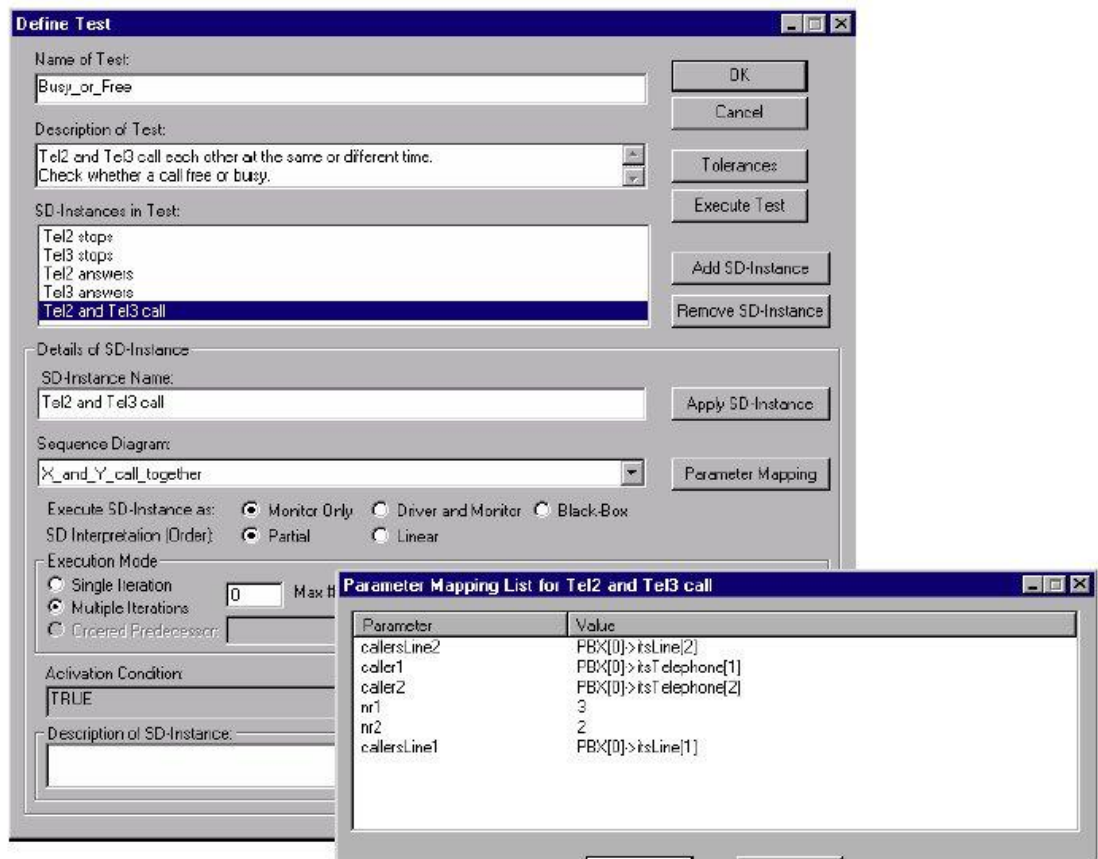 Define Test
Name of Test:
Busy_or_Free
OK
Cancel
Description of Test:
Tel2 and Tel3 call each other at the same or different time.
Check whether a call free or busy.
Tolerances
Execute Test
SD-Instances in Test:
Tel2 stops
Tel3 stops
Tel2 answers
Tel3 answers
Tel2 and Tel3 call
Add SD-Instance
Remove SD-Instance
Details of SD-Instance
SD-Instance Name:
Tel2 and Tel3 call
Apply SD-Instance
Sequence Diagram:
X_and_Y_call_together
Parameter Mapping
Execute SD-Instance as: Monitor Only Driver and Monitor Black-Box
SD Interpretation (Order): Partial Linear
Execution Mode
Single Iteration
Multiple Iterations
0 Max
Ordered Predecessor:
Activation Condition:
TRUE
Description of SD-Instance:
Parameter Mapping List for Tel2 and Tel3 call
Parameter Value
callersLine2 PBX[0]->itsLine[2]
caller1 PBX[0]->itsTelephone[1]
caller2 PBX[0]->itsTelephone[2]
nr1 3
nr2 2
callersLine1 PBX[0]->itsLine[1]